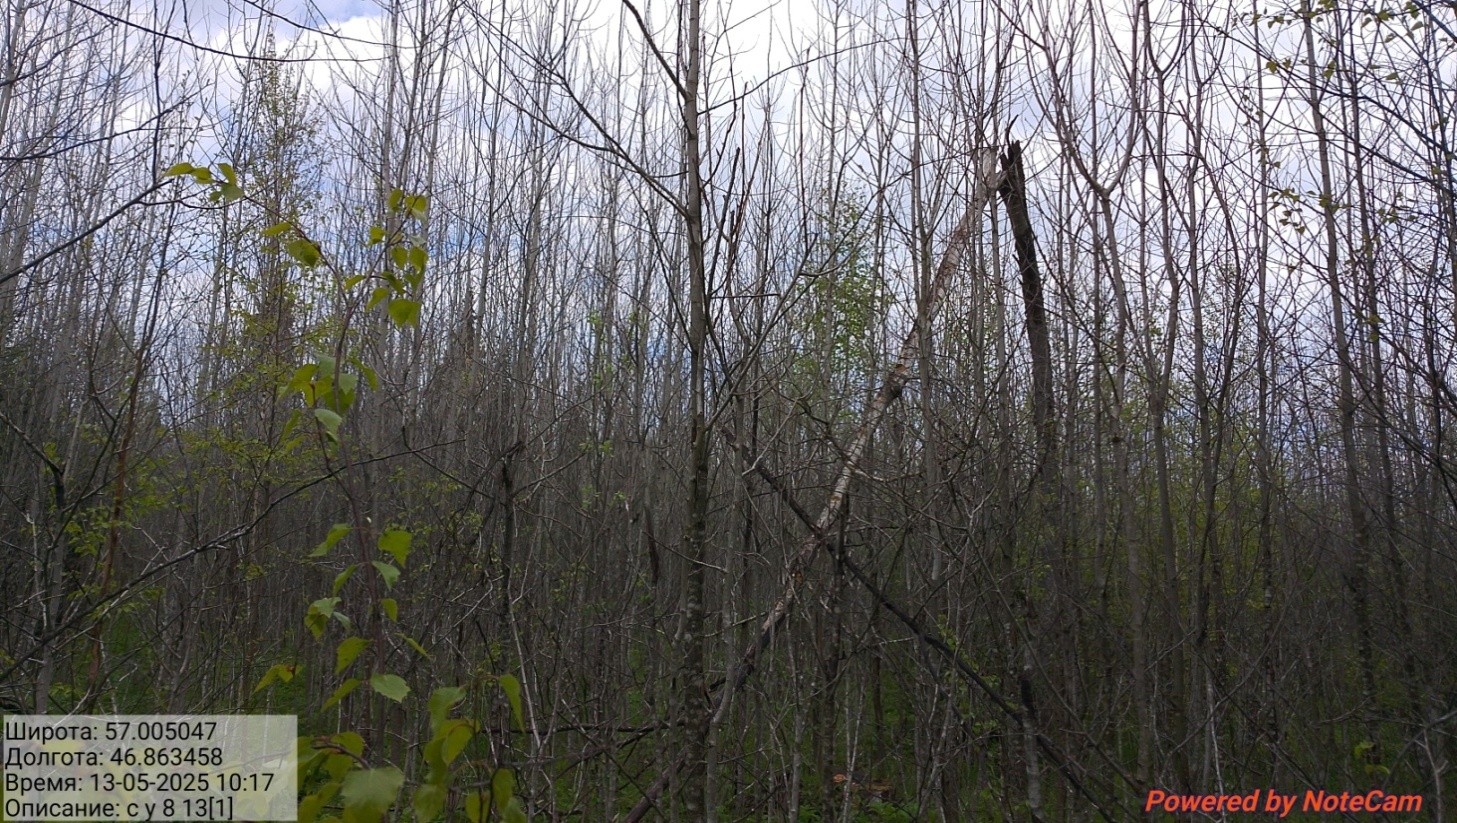 Широта: 57.005047
Долгота: 46.863458
Время: 13-05-2025 10:17
Описание: с у 8 13[1]
Powered by NoteCam